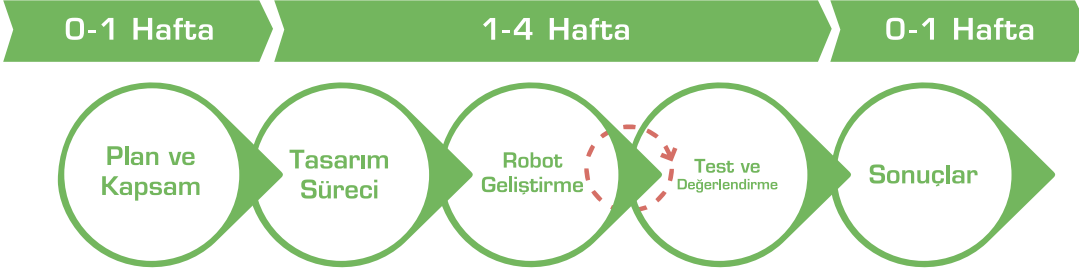 0-1 Hafta
1-4 Hafta
0-1 Hafta
Plan ve
Kapsam
Tasarım
Süreci
Robot
Geliştirme
Test ve
Değerlendirme
Sonuçlar